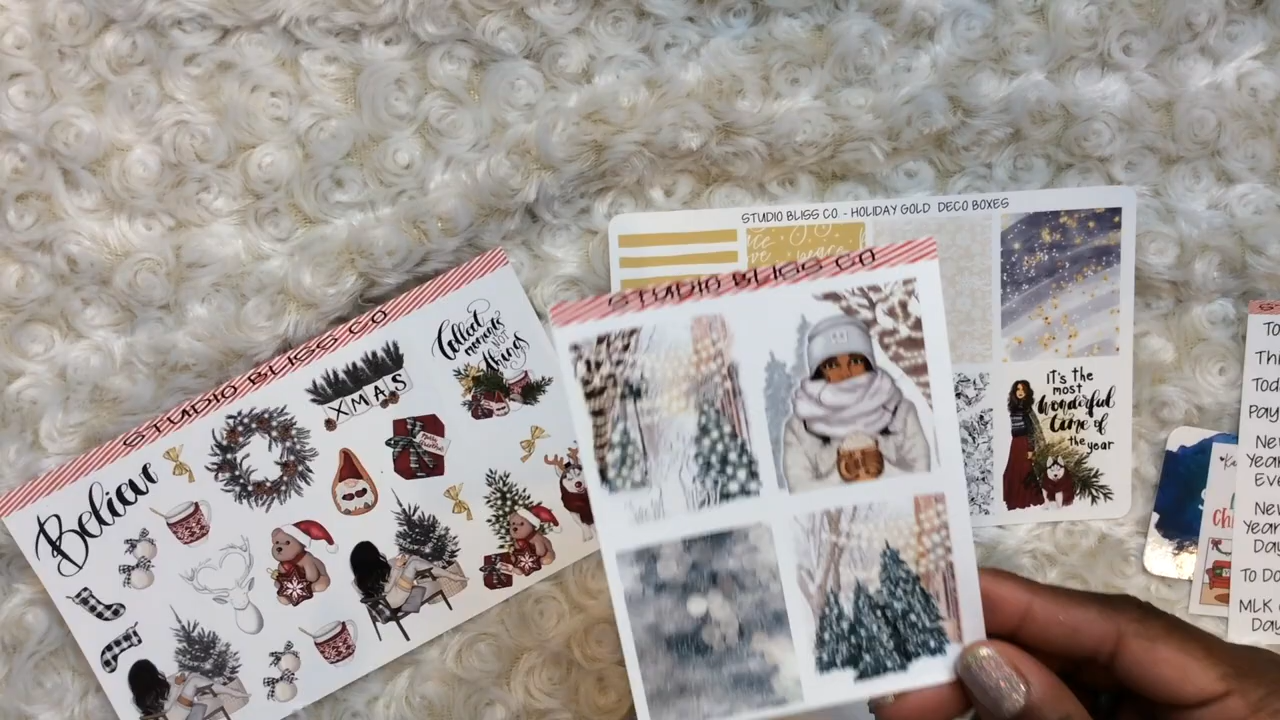 STUDIO BLISS CO. - HOLIDAY GOLD DECO BOXES
STUDIO BLISS CO
STUDIO BLISS CO
Believe
XMAS
Collect
moments
NOT
things
It's the
most
Wonderful
time of
the year
TO
Thi
Toda
Pay
New
Year
Eve
New
Year
Day
TO DO
MLK
Day